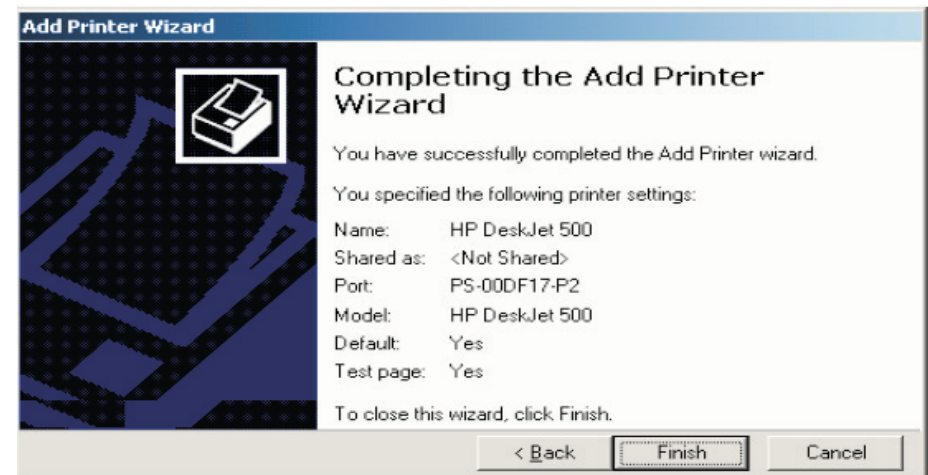 Add Printer Wizard
Completing the Add Printer
Wizard
You have successfully completed the Add Printer wizard.
You specified the following printer settings:
Name: HP DeskJet 500
Shared as: <Not Shared>
Port: PS-00DF17-P2
Model: HP DeskJet 500
Default: Yes
Test page: Yes
To close this wizard, click Finish.
< Back Finish Cancel